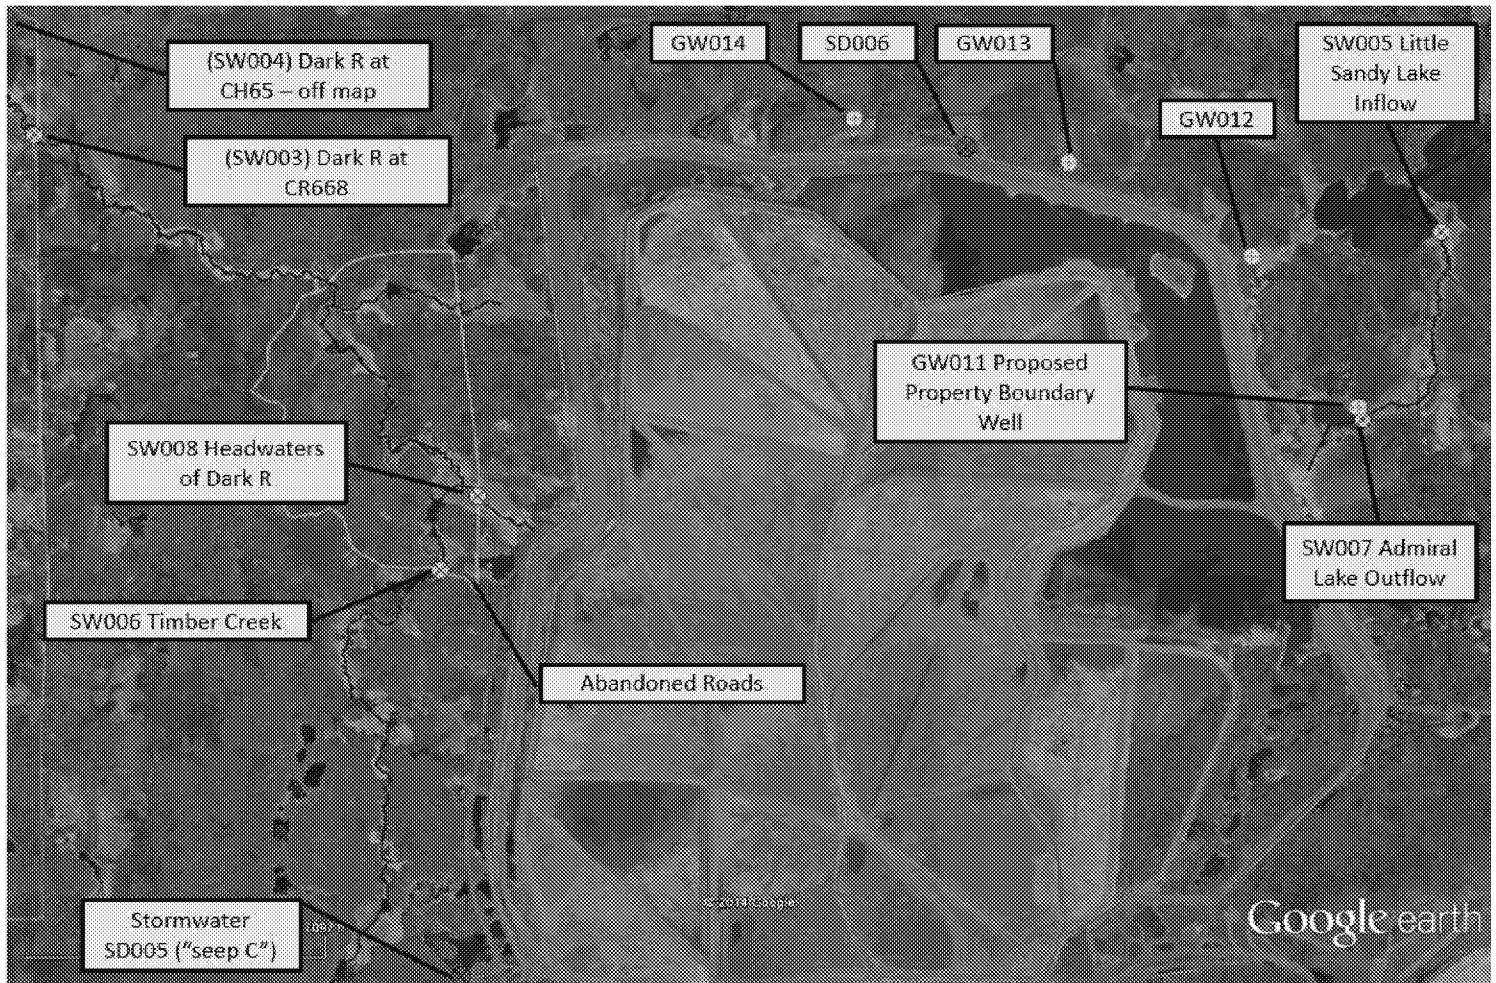 (SW004) Dark R at
CH65 – off map
GW014
SD006
GW013
SW005 Little
Sandy Lake
Inflow
GW012
(SW003) Dark R at
CR668
GW011 Proposed
Property Boundary
Well
SW008 Headwaters
of Dark R
SW007 Admiral
Lake Outflow
SW006 Timber Creek
Abandoned Roads
Stormwater
SD005 ("seep C")
© 2014 Google
Google earth